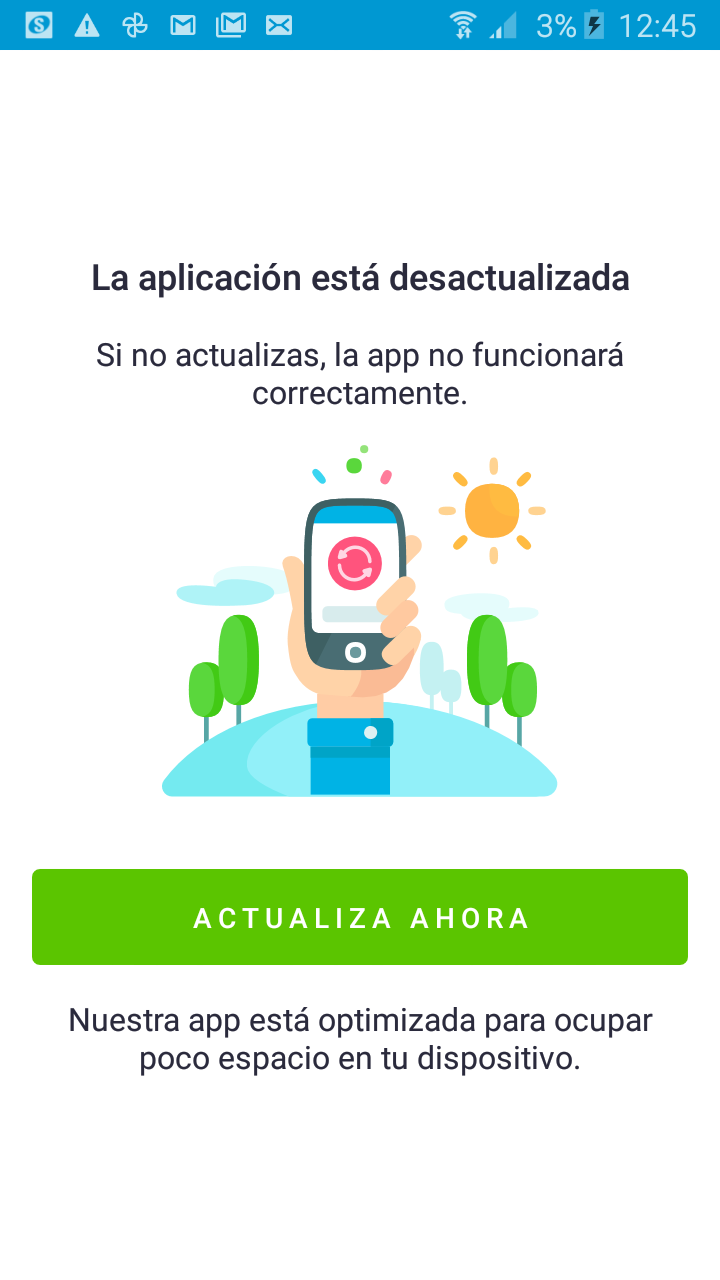 3% 12:45
La aplicación está desactualizada
Si no actualizas, la app no funcionará
correctamente.
ACTUALIZA AHORA
Nuestra app está optimizada para ocupar
poco espacio en tu dispositivo.